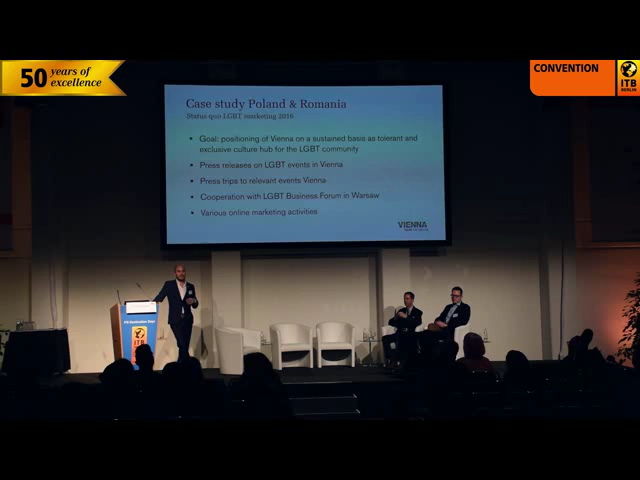 50 years of
excellence
CONVENTION
ITB
BERLIN
Case study Poland & Romania
Status quo LGBT marketing 2016
• Goal: positioning of Vienna on a sustained basis as tolerant and
exclusive culture hub for the LGBT community
• Press releases on LGBT events in Vienna
• Press trips to relevant events Vienna
• Cooperation with LGBT Business Forum in Warsaw
• Various online marketing activities
VIENNA
ITB